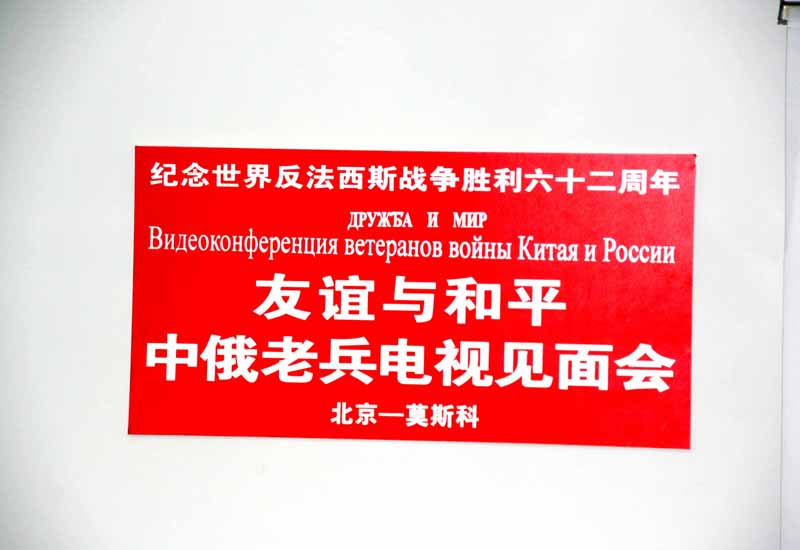 纪念世界反法西斯战争胜利六十二周年
ДРУЖЪА И МИР
Видеоконференция ветеранов войны Китая и России
友谊与和平
中俄老兵电视见面会
北京—莫斯科